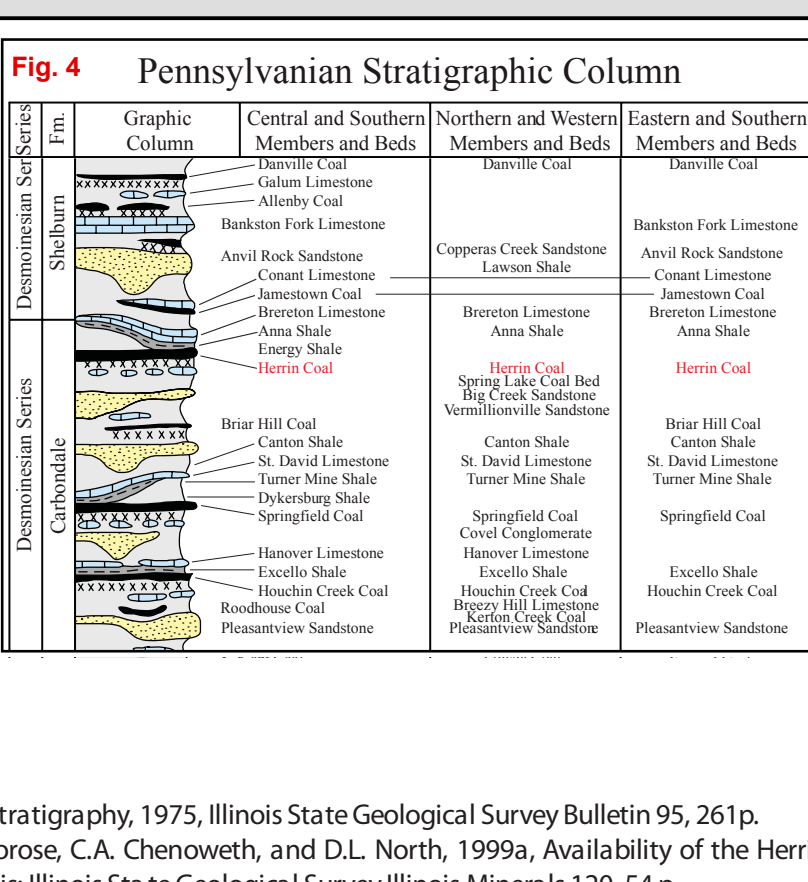 Fig. 4
Pennsylvanian Stratigraphic Column
Series
Fm.
Graphic
Column
Central and Southern
Members and Beds
Northern and Western
Members and Beds
Eastern and Southern
Members and Beds
Desmoinesian Series
Shelburn
Desmoinesian Series
Carbondale
Danville Coal
Galum Limestone
Allenby Coal
Bankston Fork Limestone
Anvil Rock Sandstone
Conant Limestone
Jamestown Coal
Brereton Limestone
Anna Shale
Energy Shale
Herrin Coal
Briar Hill Coal
Canton Shale
St. David Limestone
Turner Mine Shale
Dykersburg Shale
Springfield Coal
Hanover Limestone
Excello Shale
Houchin Creek Coal
Roodhouse Coal
Pleasantview Sandstone
Danville Coal
Copperas Creek Sandstone
Lawson Shale
Brereton Limestone
Anna Shale
Herrin Coal
Spring Lake Coal Bed
Big Creek Sandstone
Vermillionville Sandstone
Canton Shale
St. David Limestone
Turner Mine Shale
Springfield Coal
Covel Conglomerate
Hanover Limestone
Excello Shale
Houchin Creek Coal
Breezy Hill Limestone
Kerton Creek Coal
Pleasantview Sandstone
Danville Coal
Bankston Fork Limestone
Anvil Rock Sandstone
Conant Limestone
Jamestown Coal
Brereton Limestone
Anna Shale
Herrin Coal
Briar Hill Coal
Canton Shale
St. David Limestone
Turner Mine Shale
Springfield Coal
Excello Shale
Houchin Creek Coal
Pleasantview Sandstone
tratigraphy, 1975, Illinois State Geological Survey Bulletin 95, 261p.
brose, C.A. Chenoweth, and D.L. North, 1999a, Availability of the Herri
is: Illinois State Geological Survey Illinois Minerals 120, 54 p.